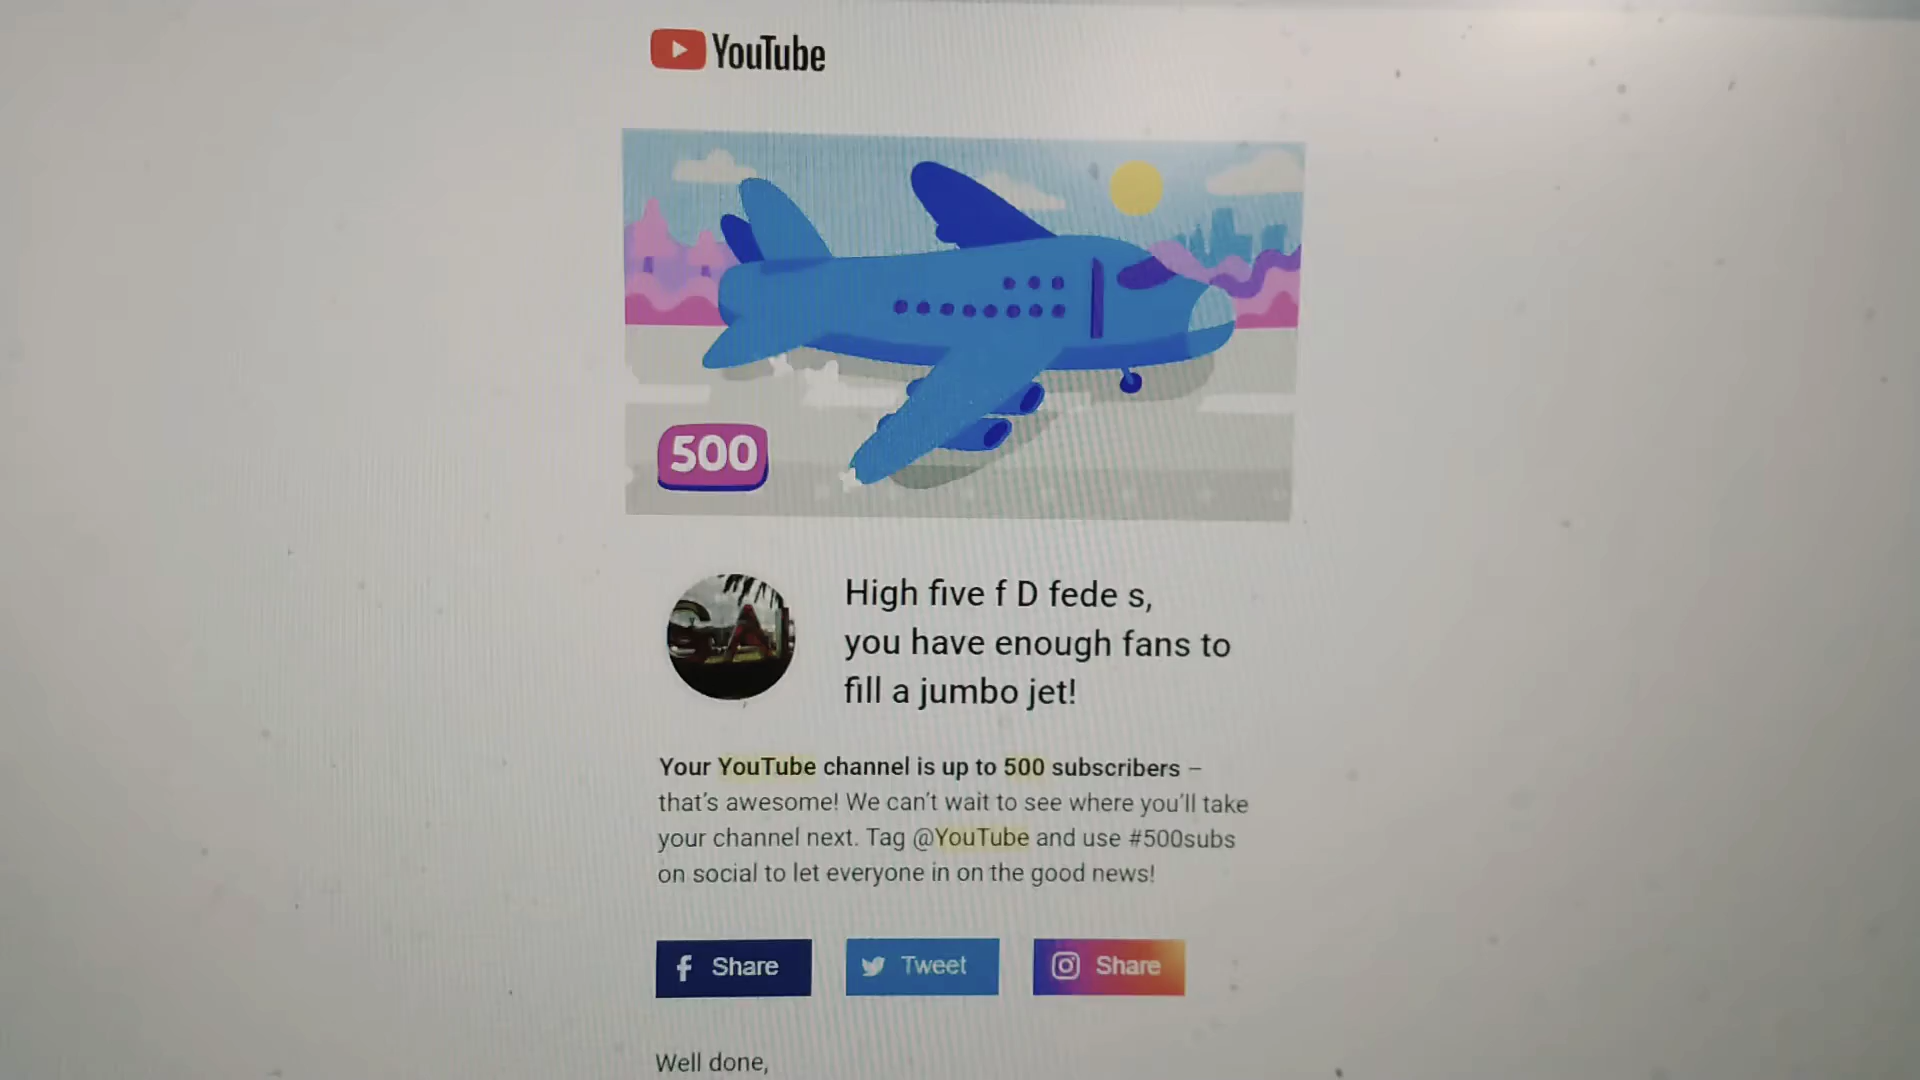 YouTube
500
High five f D fede s,
you have enough fans to
fill a jumbo jet!
Your YouTube channel is up to 500 subscribers –
that's awesome! We can't wait to see where you'll take
your channel next. Tag @YouTube and use #500subs
on social to let everyone in on the good news!
Share
Tweet
Share
Well done,